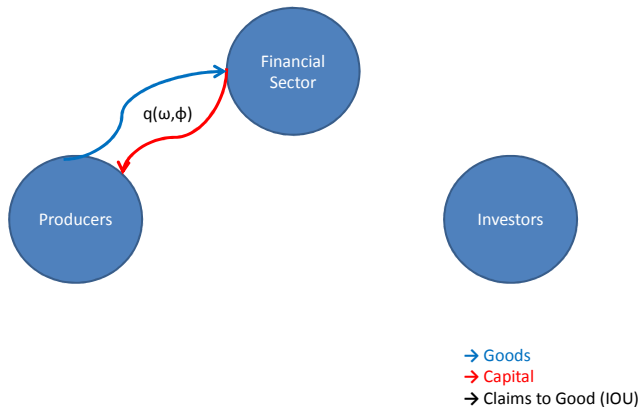 Financial
Sector
q(ω,ϕ)
Producers
Investors
→ Goods
→ Capital
→ Claims to Good (IOU)